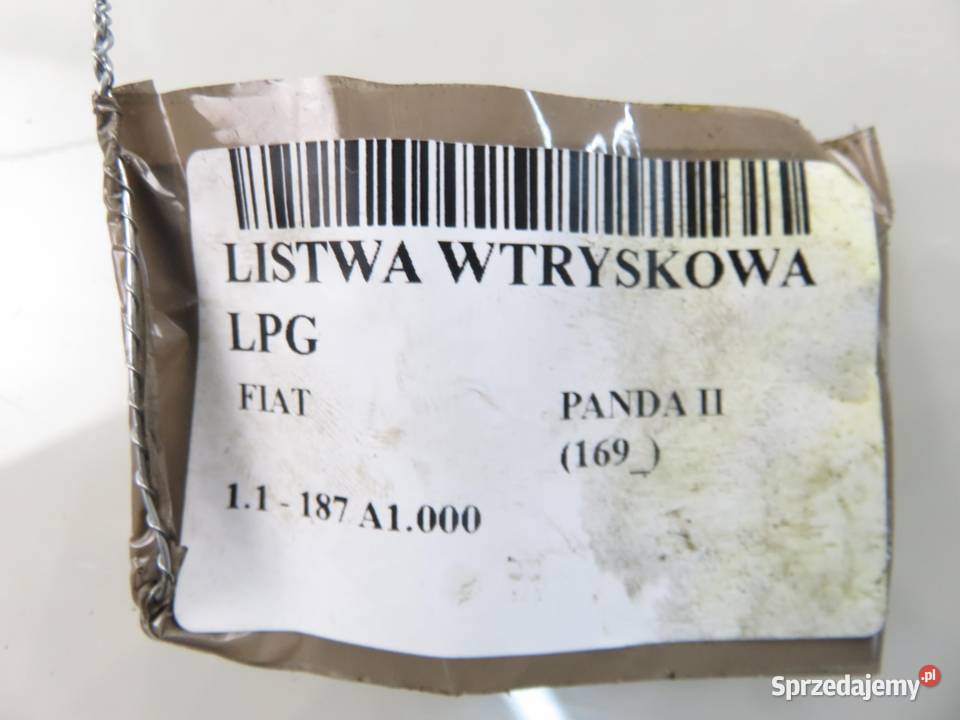 LISTWA WTRYSKOWA
LPG
FIAT PANDA II
(169_)
1.1 - 187 A1.000
Sprzedajemy.pl